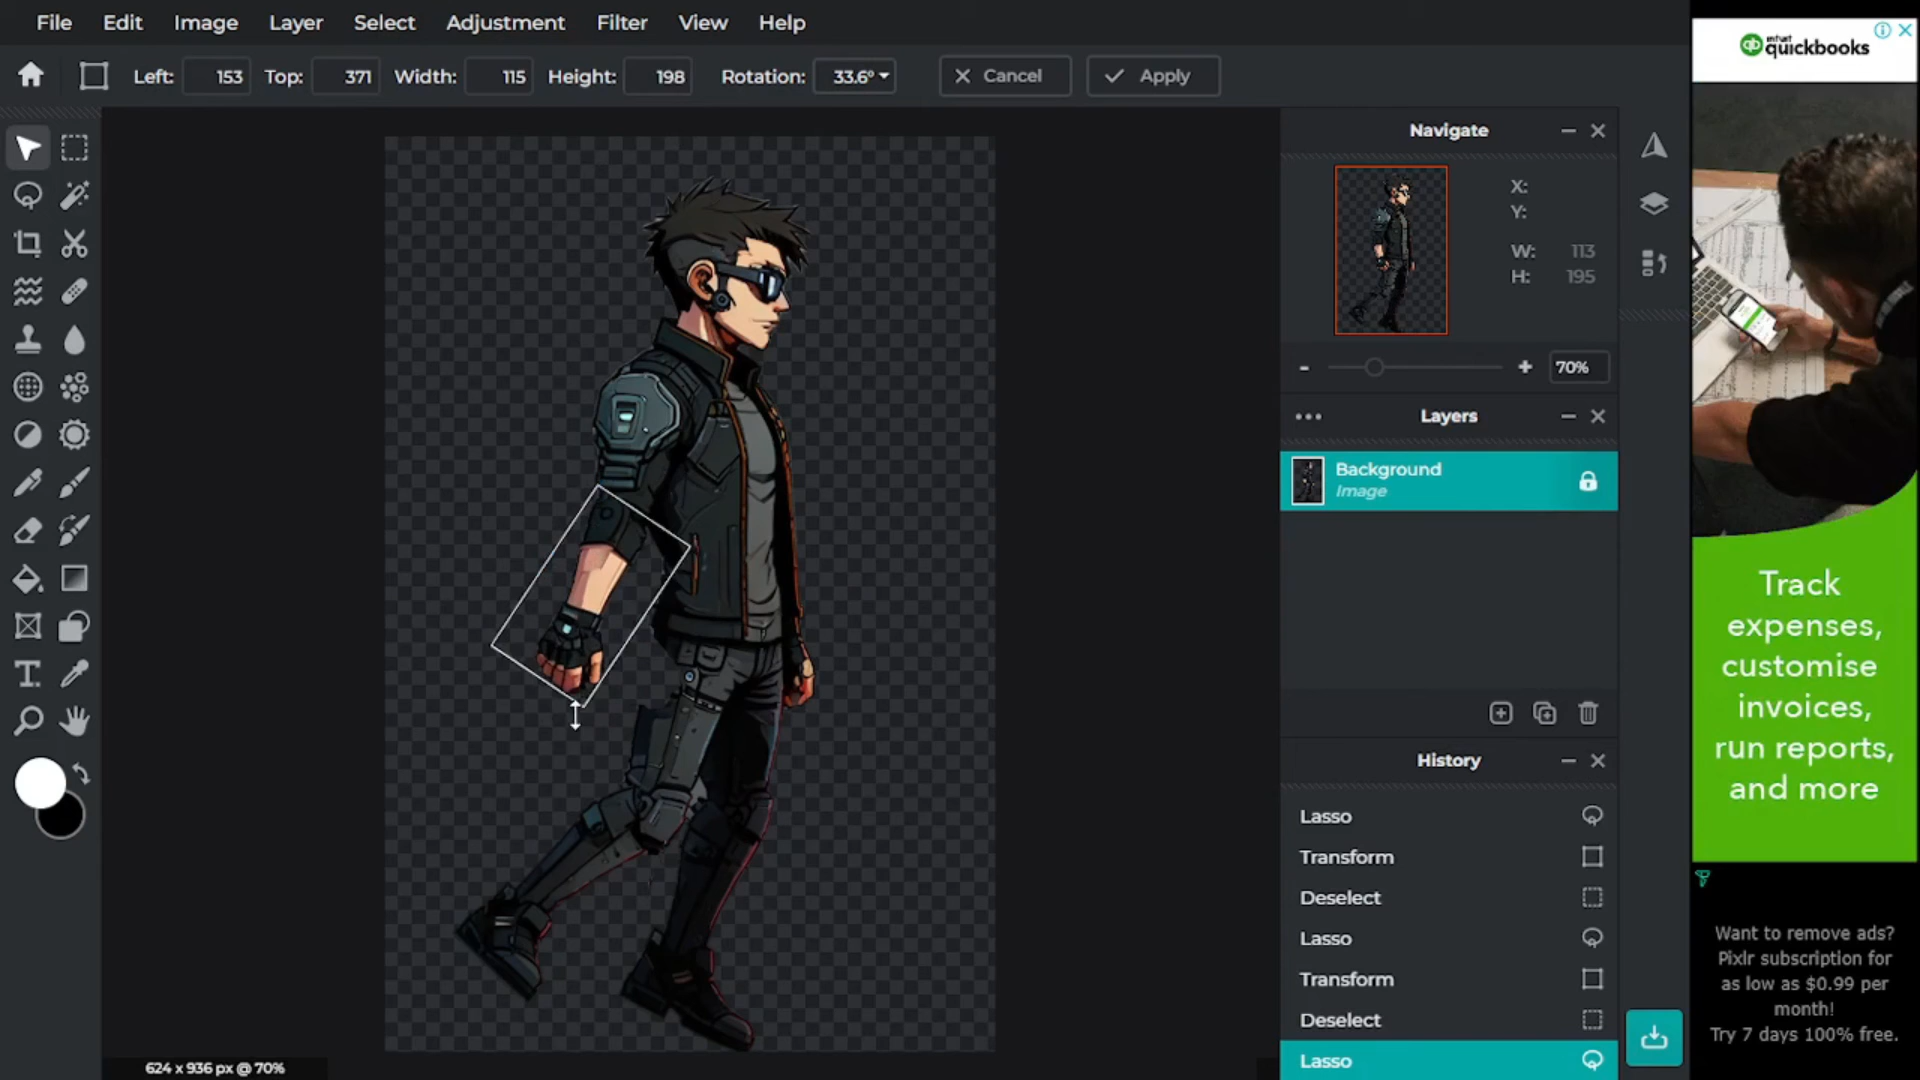 File Edit Image Layer Select Adjustment Filter View Help
Left: 153 Top: 371 Width: 115 Height: 198 Rotation: 33.6° Cancel Apply
Navigate
X:
Y:
W: 113
H: 195
70%
Layers
Background
Image
History
Lasso
Transform
Deselect
Lasso
Transform
Deselect
Lasso
624 x 936 px @ 70%
intuit
quickbooks
Track
expenses,
customise
invoices,
run reports,
and more
Want to remove ads?
Pixlr subscription for
as low as $0.99 per
month!
Try 7 days 100% free.